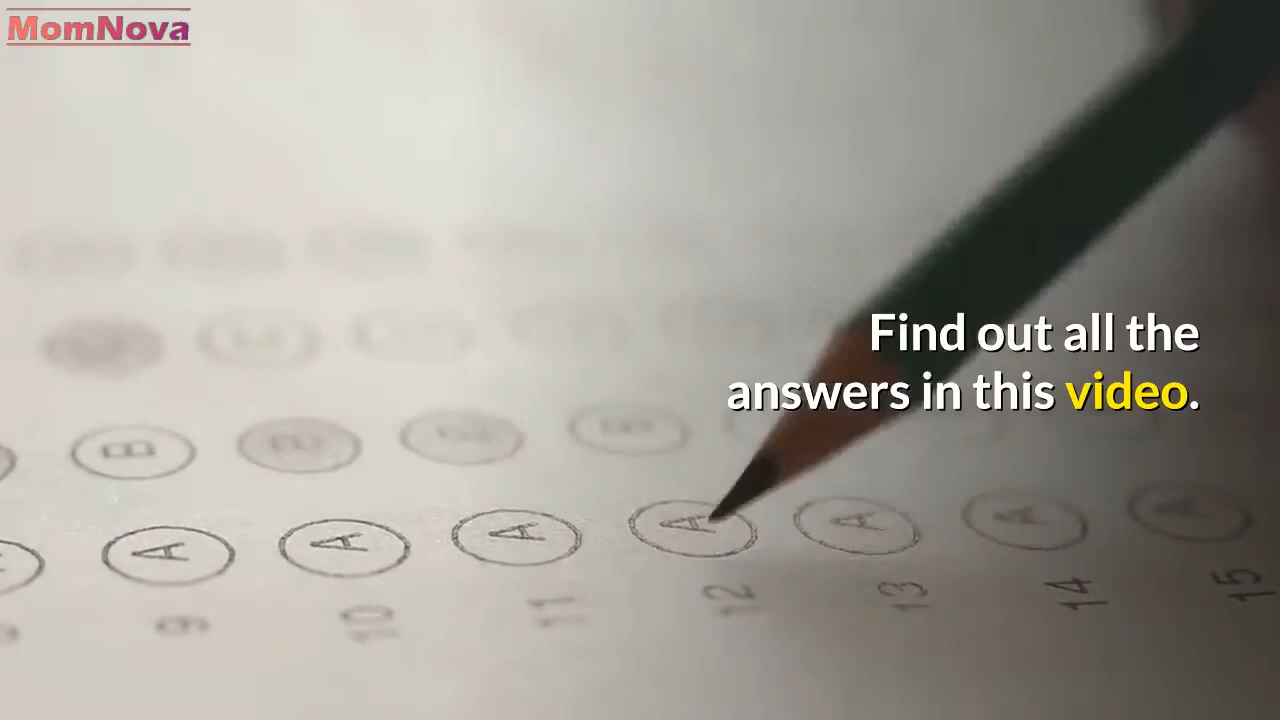 MomNova
Find out all the
answers in this video.
B
B
B
B
A
A
A
A
A
A
A
9
10
11
12
13
14
15